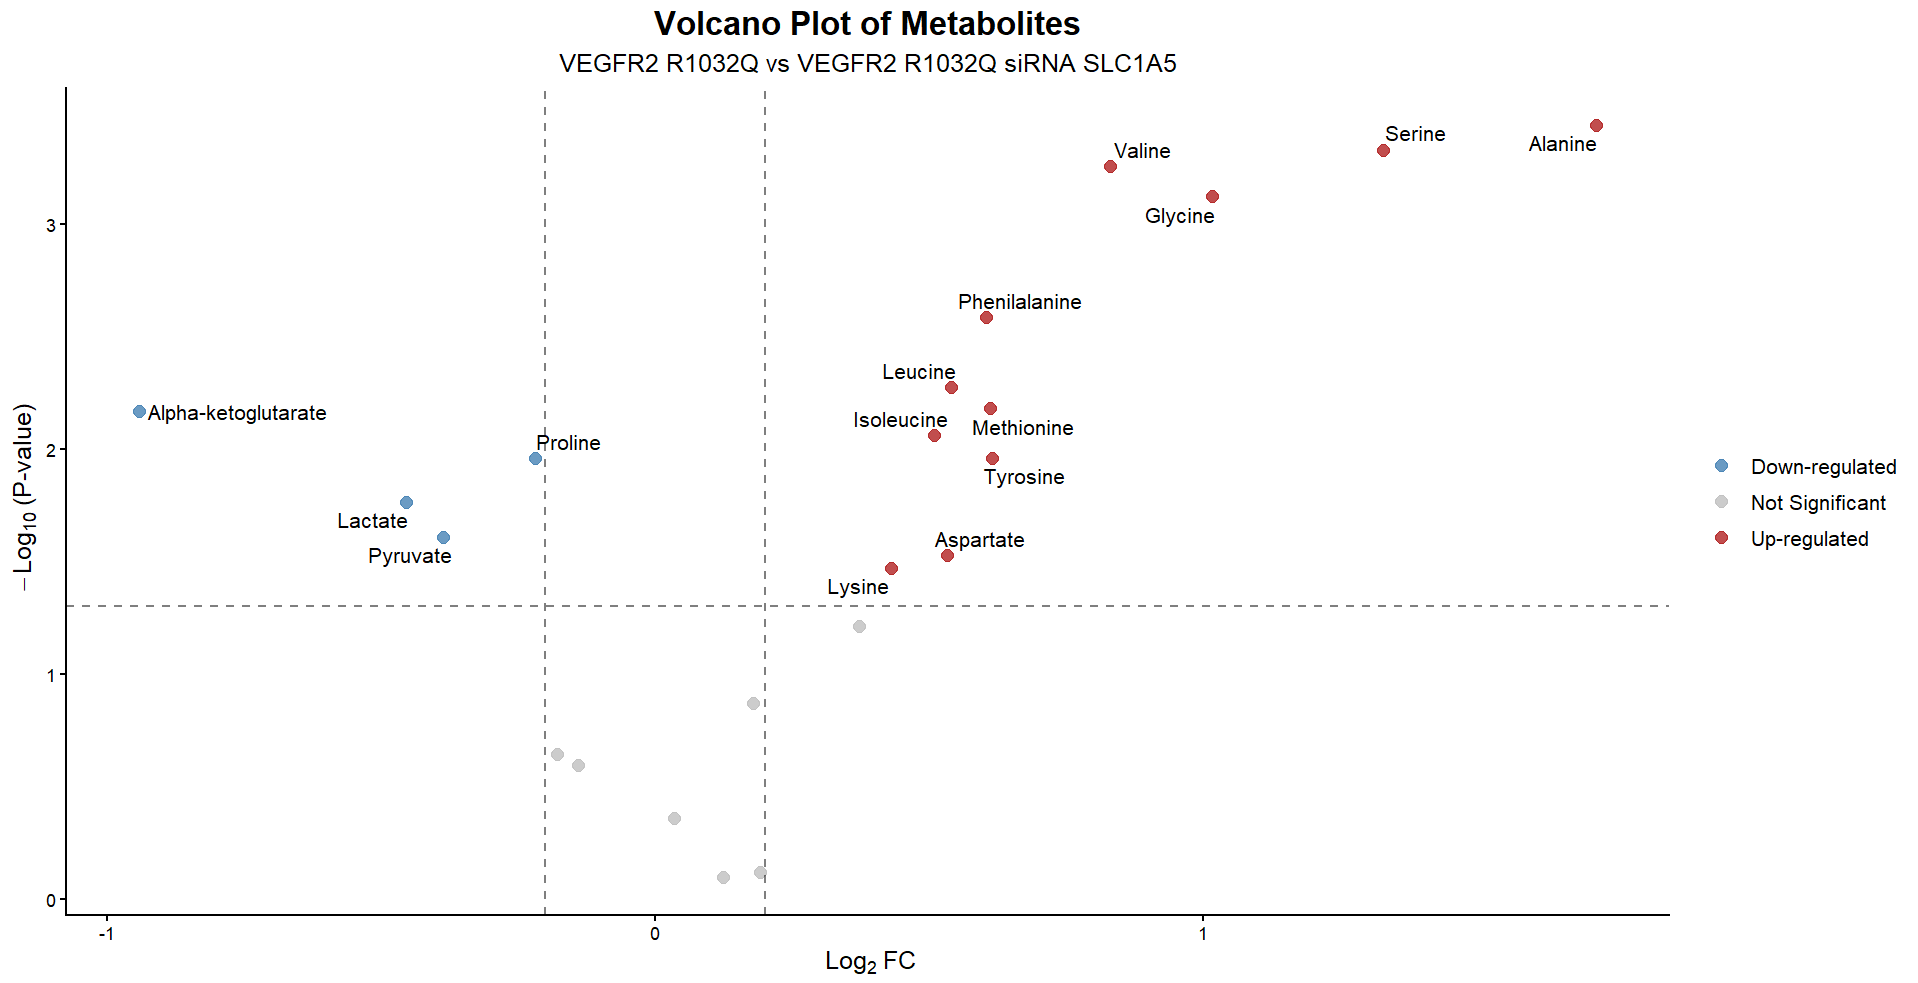 Volcano Plot of Metabolites
VEGFR2 R1032Q vs VEGFR2 R1032Q siRNA SLC1A5
Serine
Alanine
Valine
Glycine
3
Phenilalanine
Leucine
Alpha-ketoglutarate
Isoleucine
Methionine
Proline
2
Tyrosine
Down-regulated
Lactate
Not Significant
Aspartate
Up-regulated
Pyruvate
Lysine
−Log₁₀ (P-value)
1
0
-1 0 1
Log₂ FC